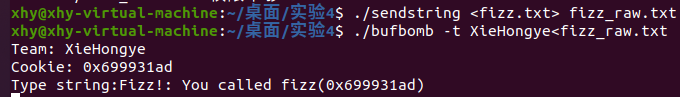 xhy@xhy-virtual-machine:~/桌面/实验4$ ./sendstring <fizz.txt> fizz_raw.txt
xhy@xhy-virtual-machine:~/桌面/实验4$ ./bufbomb -t XieHongye<fizz_raw.txt
Team: XieHongye
Cookie: 0x699931ad
Type string:Fizz!: You called fizz(0x699931ad)